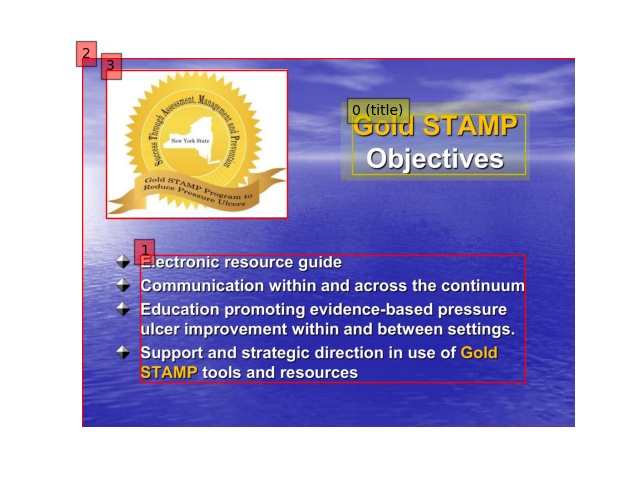 2
3
0 (title)
Success Through Assessment, Management and Prevention
New York State
Gold STAMP Program to
Reduce Pressure Ulcers
Gold STAMP
Objectives
1
Electronic resource guide
Communication within and across the continuum
Education promoting evidence-based pressure
ulcer improvement within and between settings.
Support and strategic direction in use of Gold
STAMP tools and resources